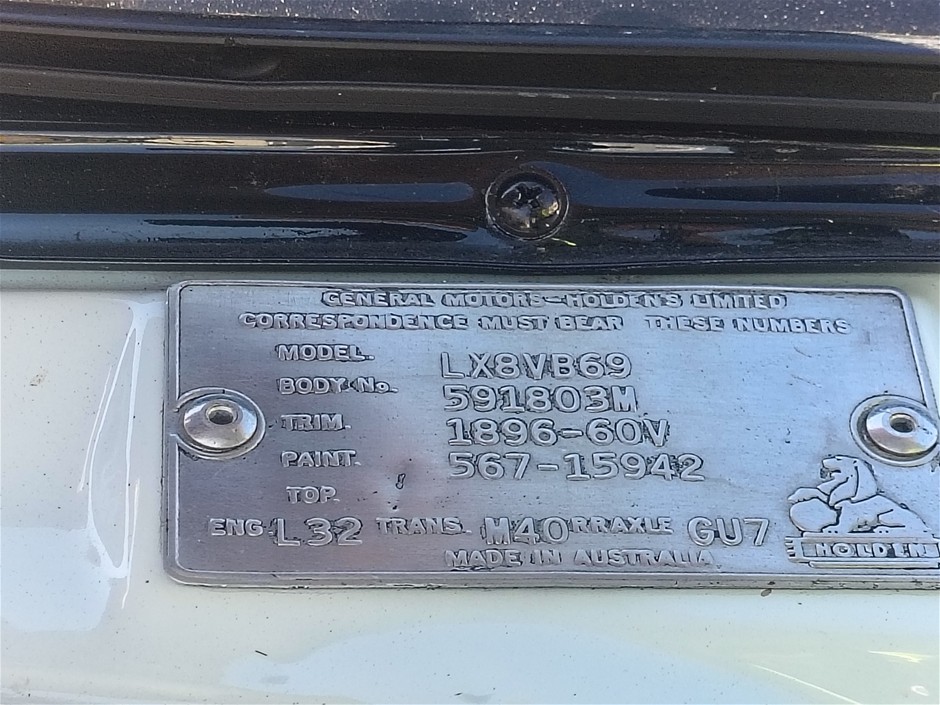 GENERAL MOTORS-HOLDEN'S LIMITED
CORRESPONDENCE MUST BEAR THESE NUMBERS
MODEL. LX8VB69
BODY No. 591803M
TRIM. 1896-60V
PAINT. 567-15942
TOP.
ENG L32 TRANS. M40 RRAXLE GU7
MADE IN AUSTRALIA
HOLDEN